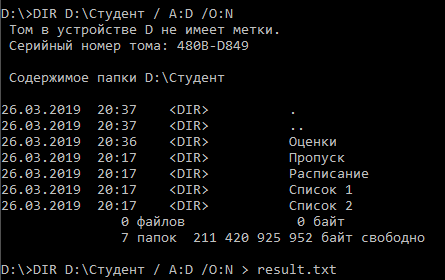 D:\>DIR D:\Студент / A:D /O:N
Том в устройстве D не имеет метки.
Серийный номер тома: 480B-D849
Содержимое папки D:\Студент
26.03.2019 20:37 <DIR> .
26.03.2019 20:37 <DIR> ..
26.03.2019 20:36 <DIR> Оценки
26.03.2019 20:17 <DIR> Пропуск
26.03.2019 20:17 <DIR> Расписание
26.03.2019 20:17 <DIR> Список 1
26.03.2019 20:17 <DIR> Список 2
0 файлов 0 байт
7 папок 211 420 925 952 байт свободно
D:\>DIR D:\Студент / A:D /O:N > result.txt